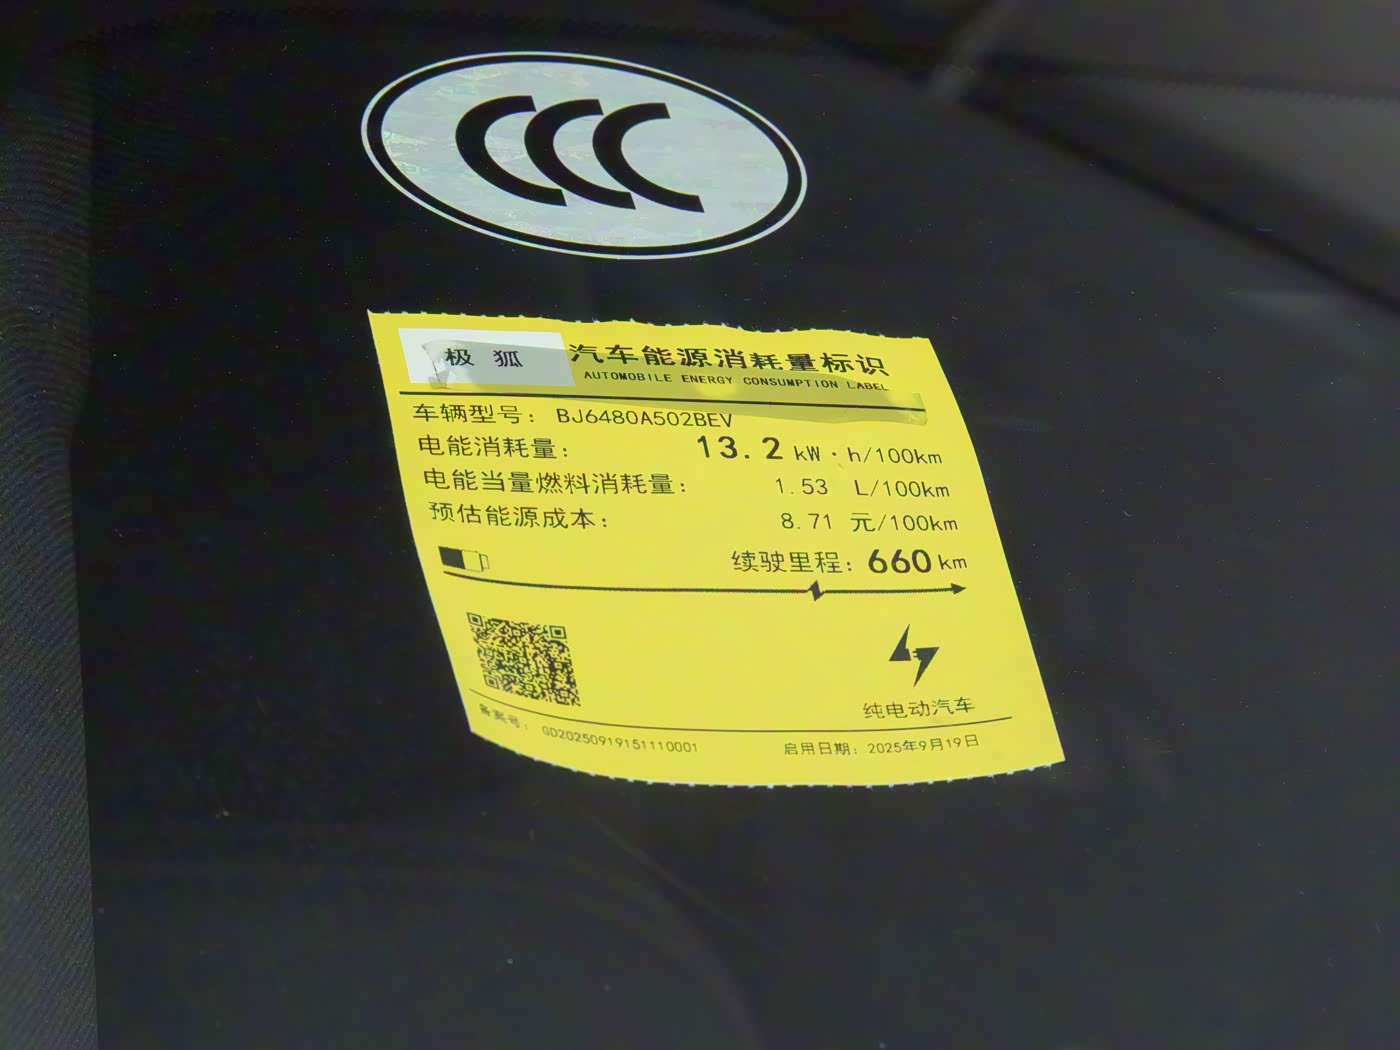 CCC
极 狐
汽车能源消耗量标识
AUTOMOBILE ENERGY CONSUMPTION LABEL
车辆型号： BJ6480A502BEV
电能消耗量： 13.2 kW·h/100km
电能当量燃料消耗量： 1.53 L/100km
预估能源成本： 8.71 元/100km
续驶里程：660 km
纯电动汽车
备案号： GD20250919151110001 启用日期：2025年9月19日